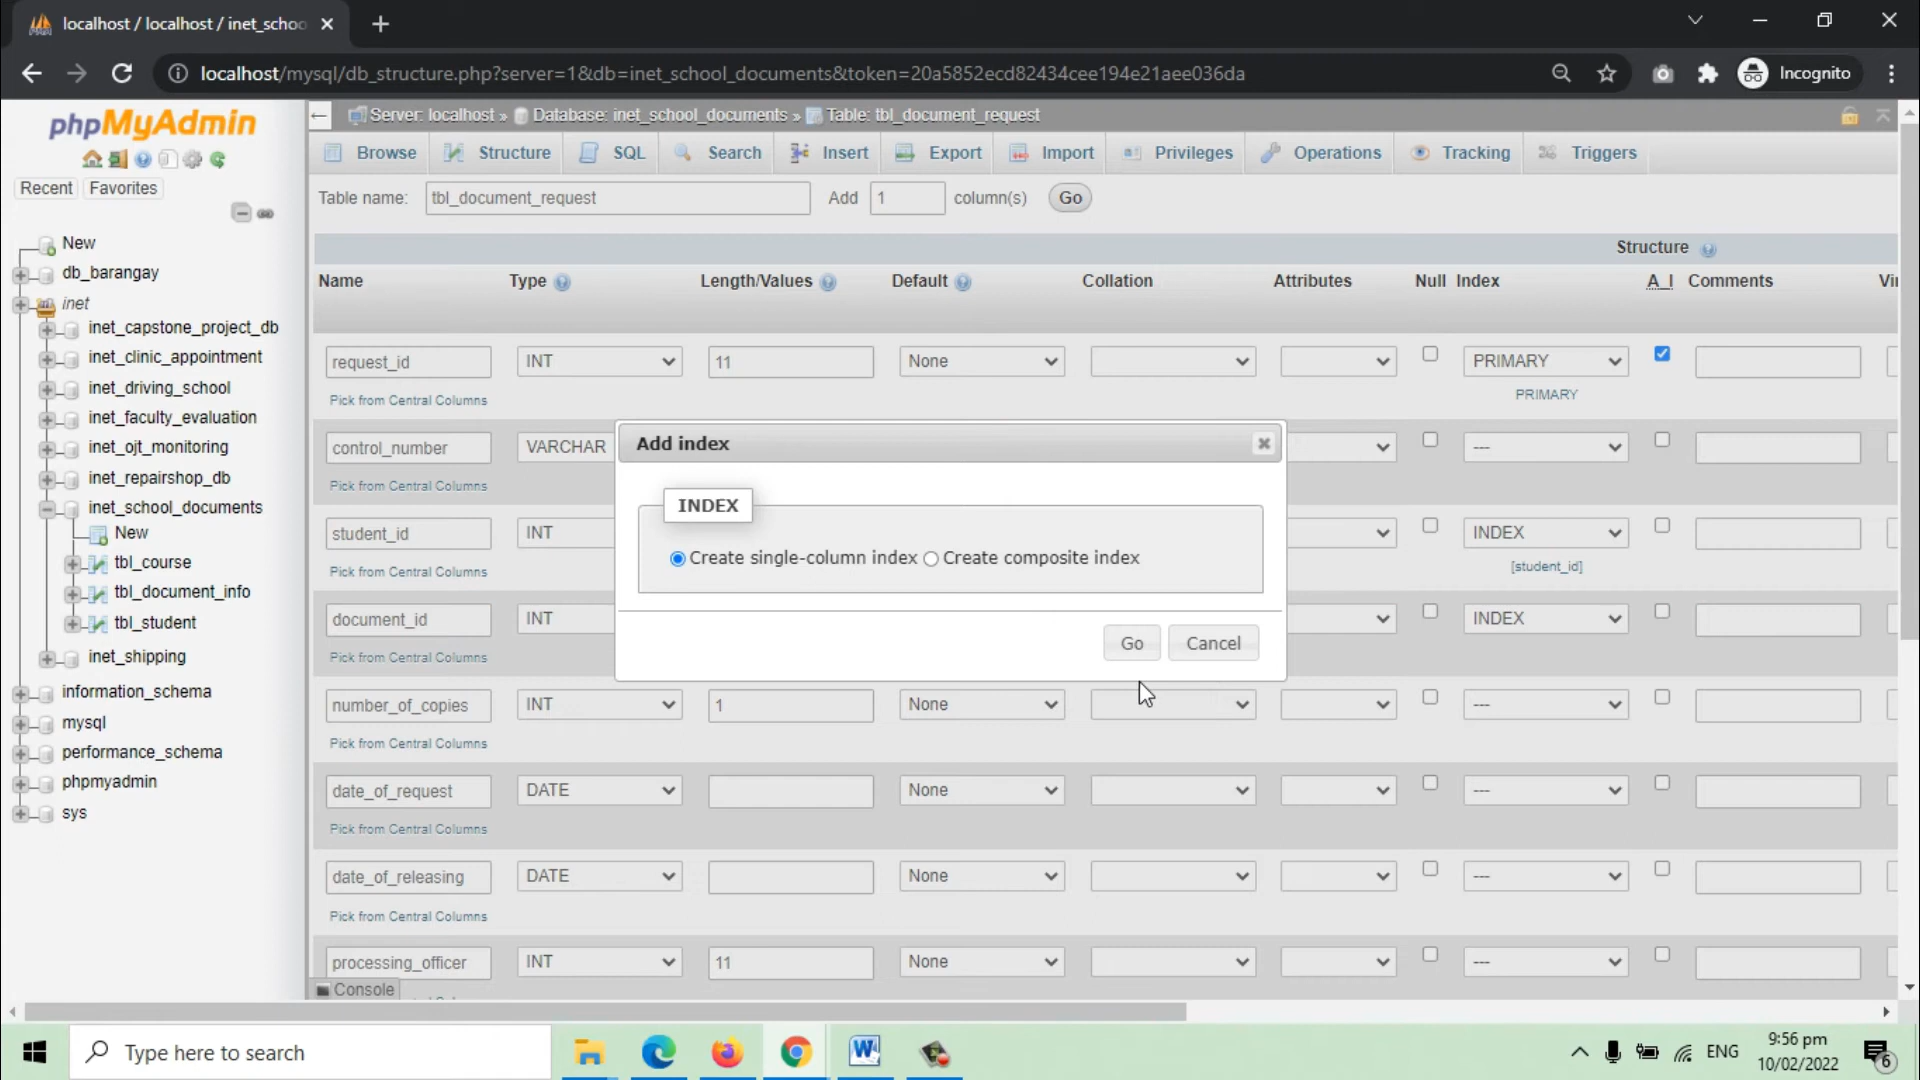 localhost / localhost / inet_schoo
localhost/mysql/db_structure.php?server=1&db=inet_school_documents&token=20a5852ecd82434cee194e21aee036da
Incognito
phpMyAdmin
Recent
Favorites
New
db_barangay
inet
inet_capstone_project_db
inet_clinic_appointment
inet_driving_school
inet_faculty_evaluation
inet_ojt_monitoring
inet_repairshop_db
inet_school_documents
New
tbl_course
tbl_document_info
tbl_student
inet_shipping
information_schema
mysql
performance_schema
phpmyadmin
sys
Server: localhost » Database: inet_school_documents » Table: tbl_document_request
Browse Structure SQL Search Insert Export Import Privileges Operations Tracking Triggers
Table name: tbl_document_request Add 1 column(s) Go
Structure
Name Type Length/Values Default Collation Attributes Null Index A_I Comments Vir
request_id INT 11 None PRIMARY
Pick from Central Columns PRIMARY
control_number VARCHAR ---
Pick from Central Columns
student_id INT INDEX
Pick from Central Columns [student_id]
document_id INT INDEX
Pick from Central Columns
Add index
INDEX
Create single-column index Create composite index
Go Cancel
number_of_copies INT 1 None ---
Pick from Central Columns
date_of_request DATE None ---
Pick from Central Columns
date_of_releasing DATE None ---
Pick from Central Columns
processing_officer INT 11 None ---
Console
Type here to search
ENG
9:56 pm
10/02/2022
6